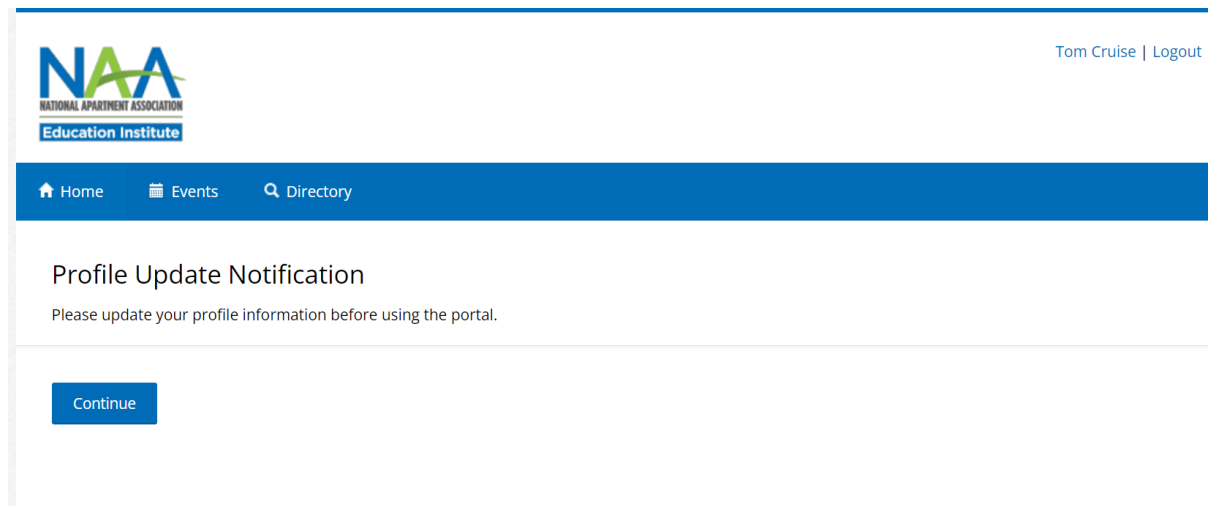 NAA
NATIONAL APARTMENT ASSOCIATION
Education Institute
Tom Cruise | Logout
Home Events Directory
Profile Update Notification
Please update your profile information before using the portal.
Continue